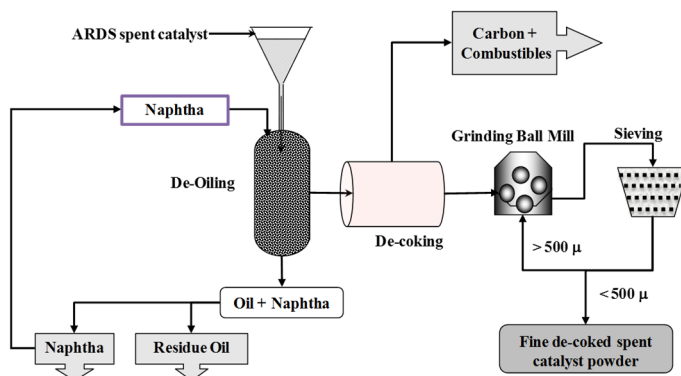 ARDS spent catalyst
Carbon +
Combustibles
Naphtha
Grinding Ball Mill
Sieving
De-Oiling
De-coking
> 500 μ
Oil + Naphtha
< 500 μ
Naphtha
Residue Oil
Fine de-coked spent
catalyst powder